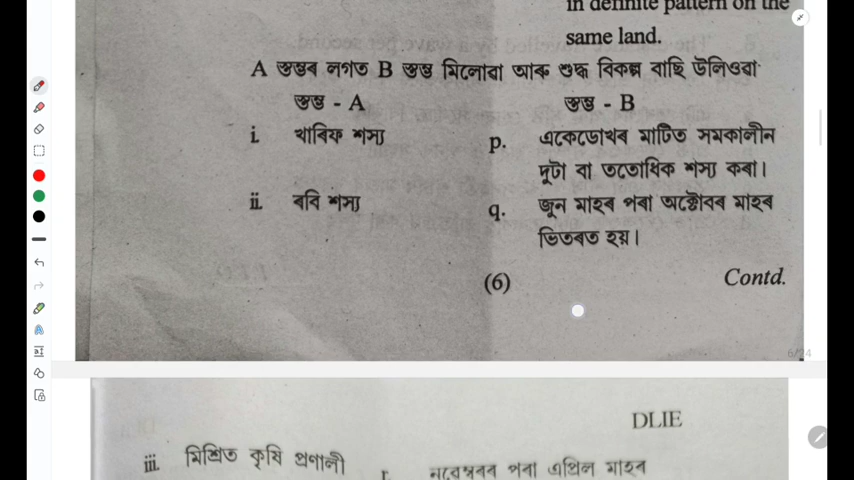 in definite pattern on the
same land.
A স্তম্ভৰ লগত B স্তম্ভ মিলোৱা আৰু শুদ্ধ বিকল্প বাছি উলিওৱা
স্তম্ভ - A স্তম্ভ - B
i. খাৰিফ শস্য p. একেডোখৰ মাটিত সমকালীন
দুটা বা ততোধিক শস্য কৰা।
ii. ৰবি শস্য q. জুন মাহৰ পৰা অক্টোবৰ মাহৰ
ভিতৰত হয়।
(6) Contd.
6/24
DLIE
iii. মিশ্ৰিত কৃষি প্ৰণালী r. নৱেম্বৰৰ পৰা এপ্ৰিল মাহৰ